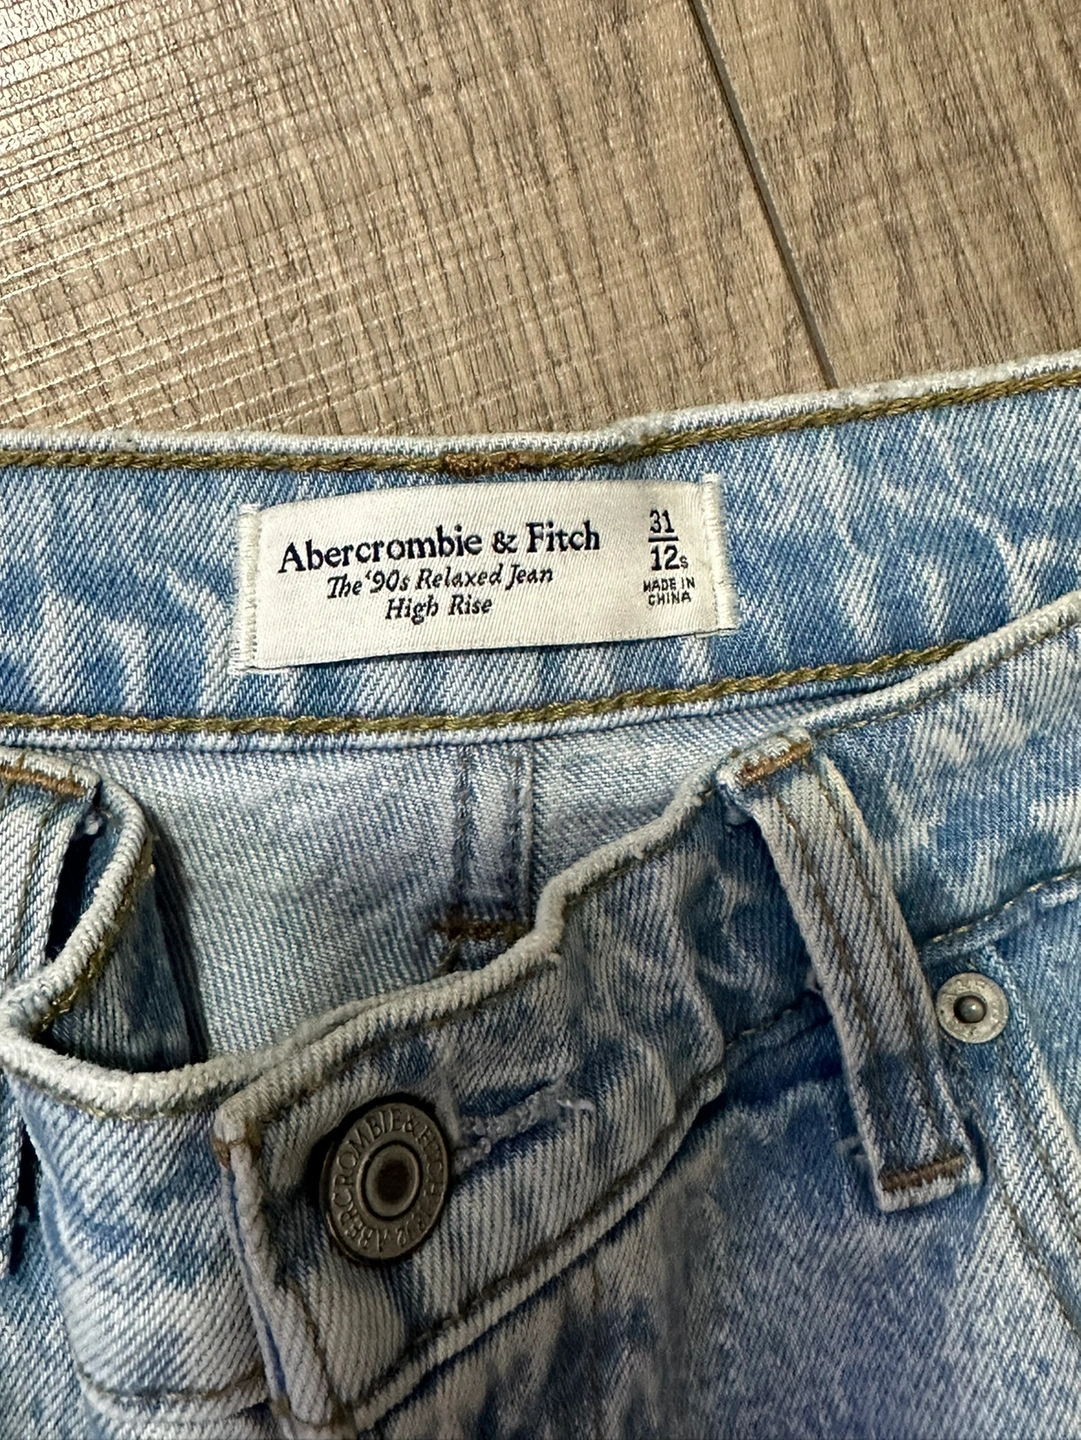 Abercrombie & Fitch
The '90s Relaxed Jean
High Rise
31
12s
MADE IN
CHINA
ABERCROMBIE & FITCH